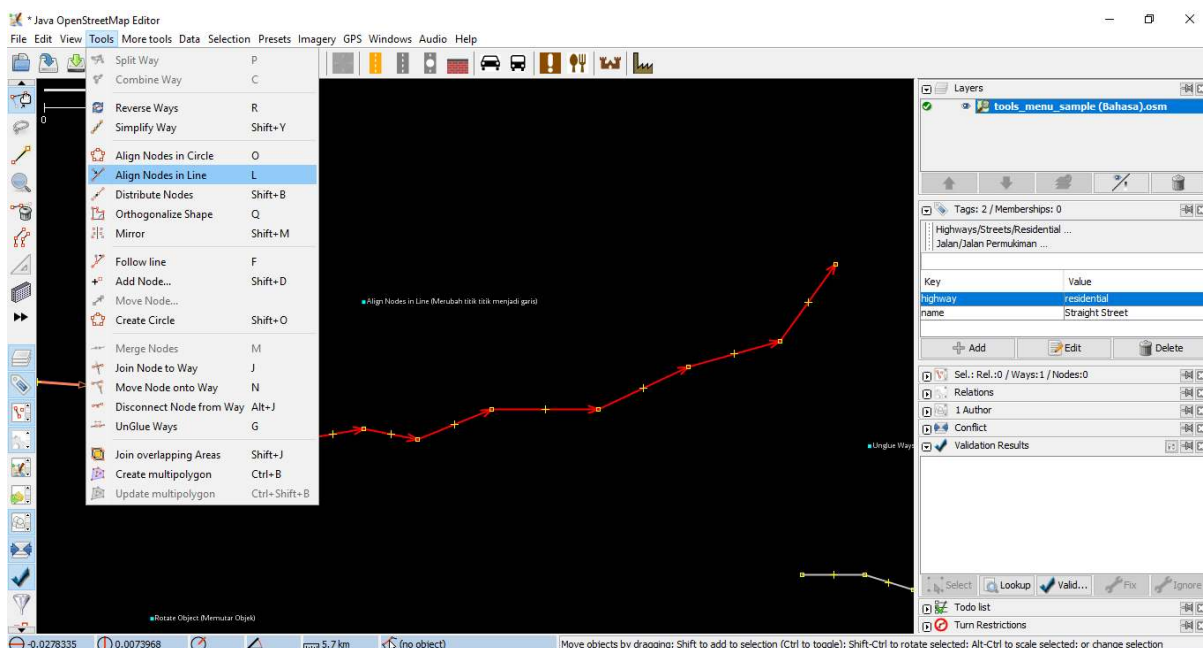 * Java OpenStreetMap Editor
File Edit View Tools More tools Data Selection Presets Imagery GPS Windows Audio Help
Split Way P
Combine Way C
Reverse Ways R
Simplify Way Shift+Y
Align Nodes in Circle O
Align Nodes in Line L
Distribute Nodes Shift+B
Orthogonalize Shape Q
Mirror Shift+M
Follow line F
Add Node... Shift+D
Move Node...
Create Circle Shift+O
Merge Nodes M
Join Node to Way J
Move Node onto Way N
Disconnect Node from Way Alt+J
UnGlue Ways G
Join overlapping Areas Shift+J
Create multipolygon Ctrl+B
Update multipolygon Ctrl+Shift+B
0
Align Nodes in Line (Merubah titik titik menjadi garis)
Unglue Ways
Rotate Object (Memutar Objek)
Layers
tools_menu_sample (Bahasa).osm
Tags: 2 / Memberships: 0
Highways/Streets/Residential ...
Jalan/Jalan Permukiman ...
Key Value
highway residential
name Straight Street
Add Edit Delete
Sel.: Rel.:0 / Ways:1 / Nodes:0
Relations
1 Author
Conflict
Validation Results
Select Lookup Valid... Fix Ignore
Todo list
Turn Restrictions
-0.0278335 0.0073968 5.7 km (no object) Move objects by dragging; Shift to add to selection (Ctrl to toggle); Shift-Ctrl to rotate selected; Alt-Ctrl to scale selected; or change selection